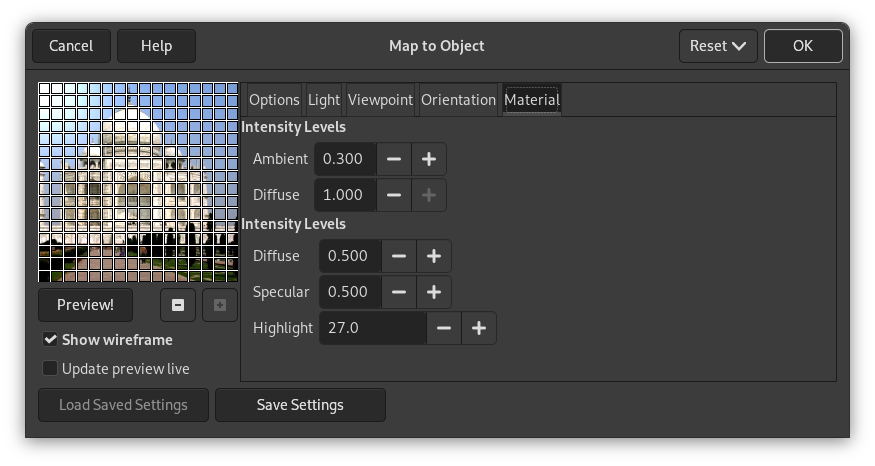 Cancel Help Map to Object Reset OK
Options Light Viewpoint Orientation Material
Intensity Levels
Ambient 0.300
Diffuse 1.000
Intensity Levels
Diffuse 0.500
Specular 0.500
Highlight 27.0
Preview!
Show wireframe
Update preview live
Load Saved Settings Save Settings